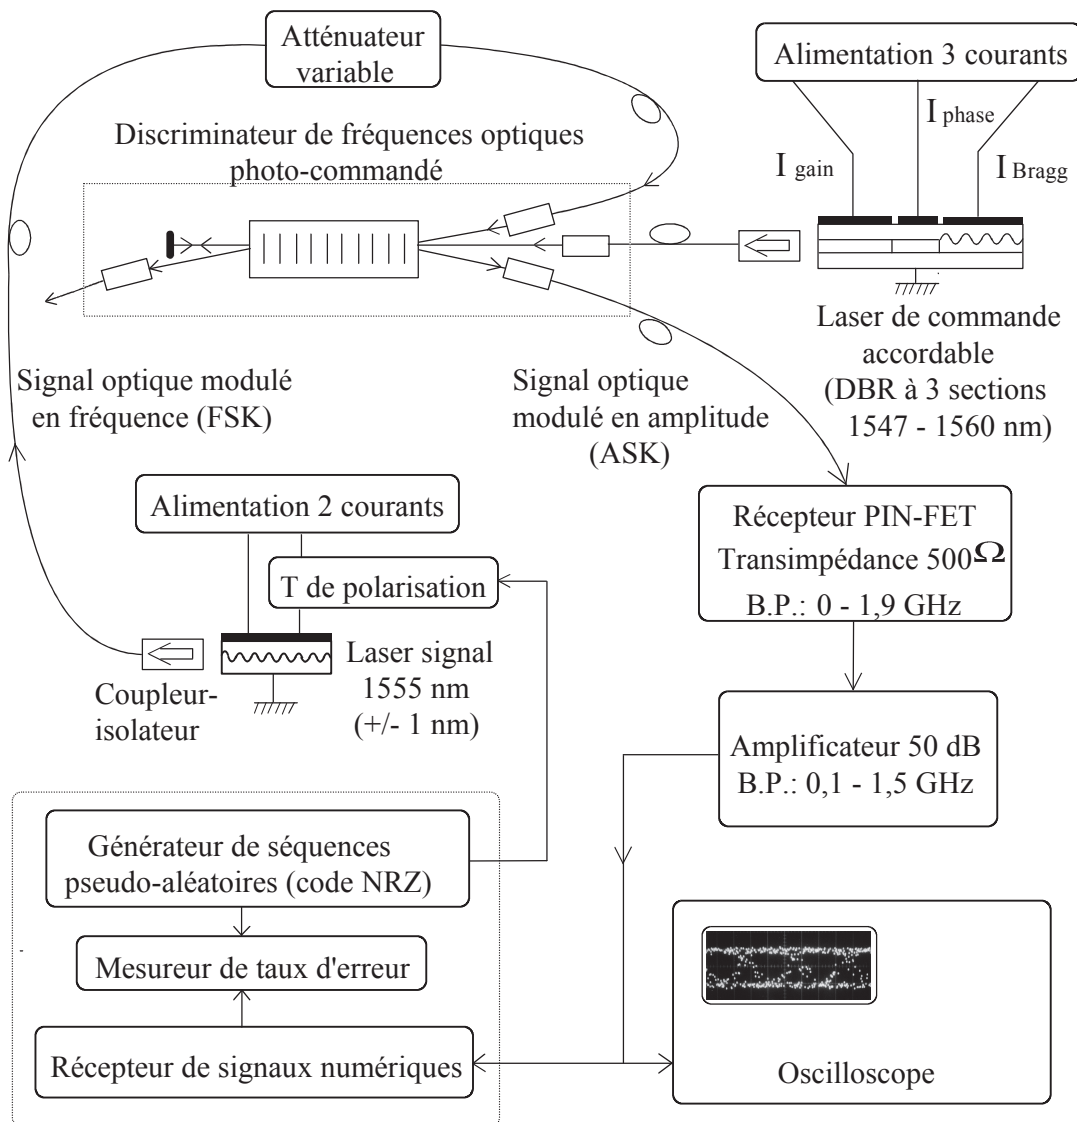 Atténuateur
variable
Alimentation 3 courants
I phase
I gain
I Bragg
Discriminateur de fréquences optiques
photo-commandé
Laser de commande
accordable
(DBR à 3 sections
1547 - 1560 nm)
Signal optique modulé
en fréquence (FSK)
Signal optique
modulé en amplitude
(ASK)
Alimentation 2 courants
T de polarisation
Récepteur PIN-FET
Transimpédance 500Ω
B.P.: 0 - 1,9 GHz
Coupleur-
isolateur
Laser signal
1555 nm
(+/- 1 nm)
Amplificateur 50 dB
B.P.: 0,1 - 1,5 GHz
Générateur de séquences
pseudo-aléatoires (code NRZ)
Mesureur de taux d'erreur
Récepteur de signaux numériques
Oscilloscope